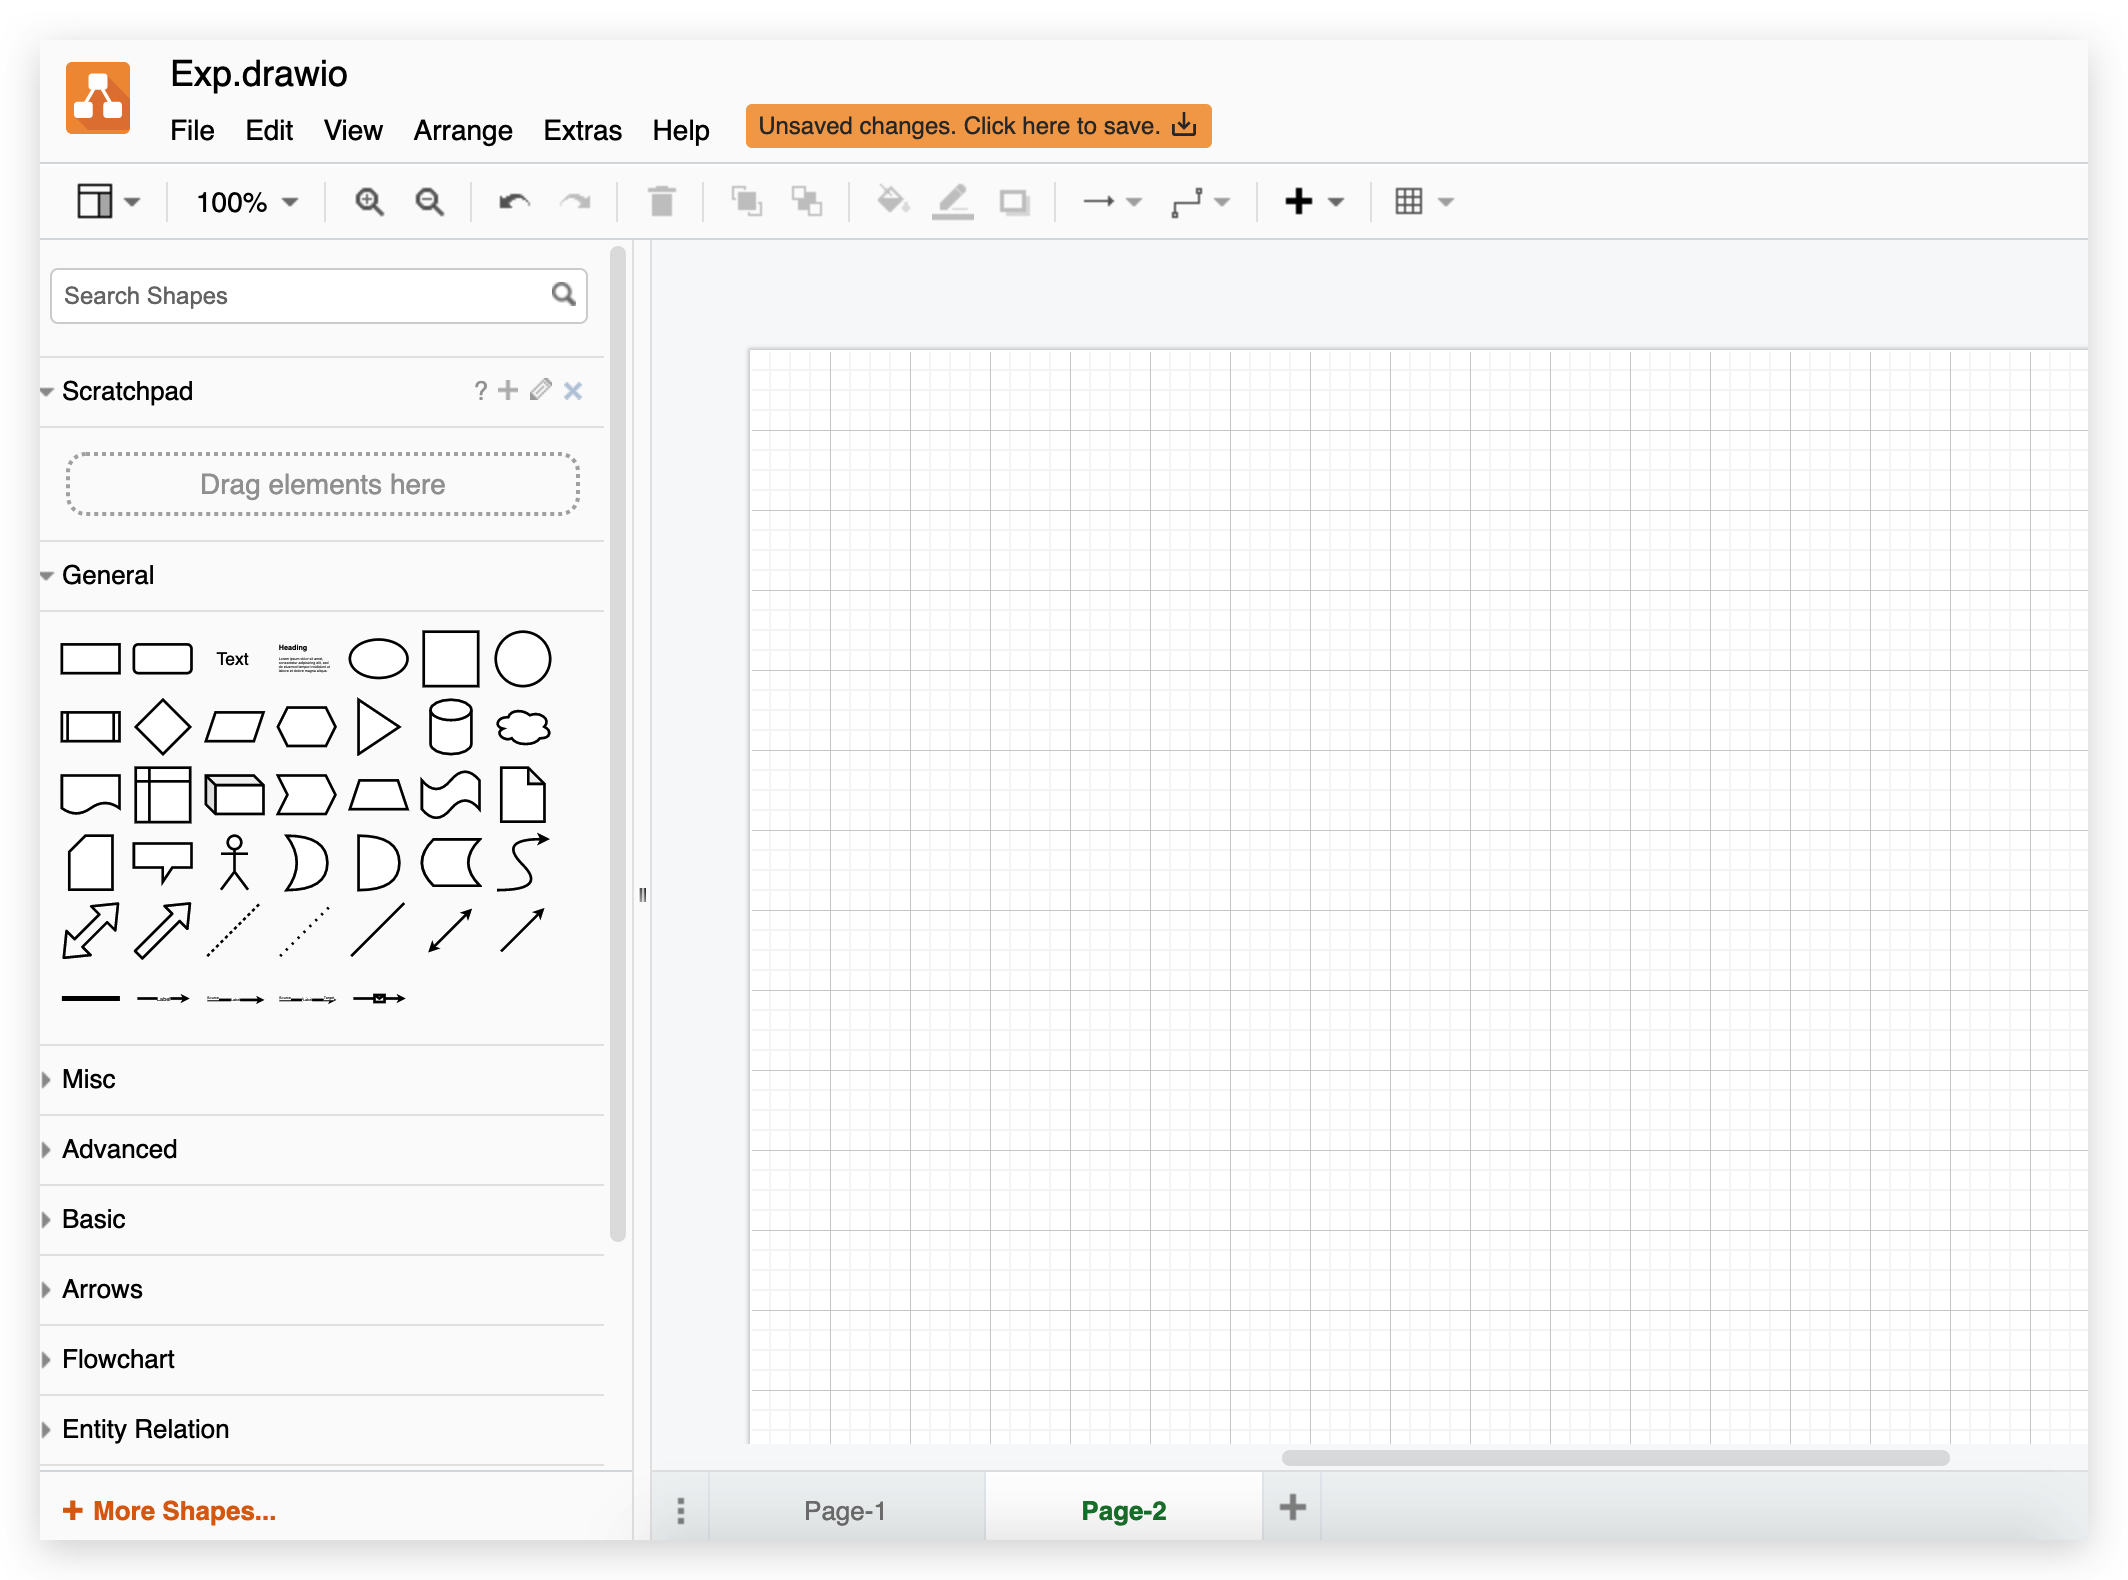 Exp.drawio
File Edit View Arrange Extras Help Unsaved changes. Click here to save.
100%
Search Shapes
Scratchpad ?
Drag elements here
General
Text
Heading
Misc
Advanced
Basic
Arrows
Flowchart
Entity Relation
More Shapes...
Page-1 Page-2